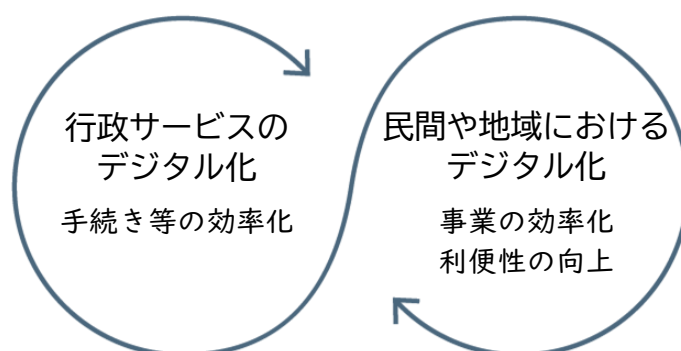 行政サービスの
デジタル化
手続き等の効率化
民間や地域における
デジタル化
事業の効率化
利便性の向上